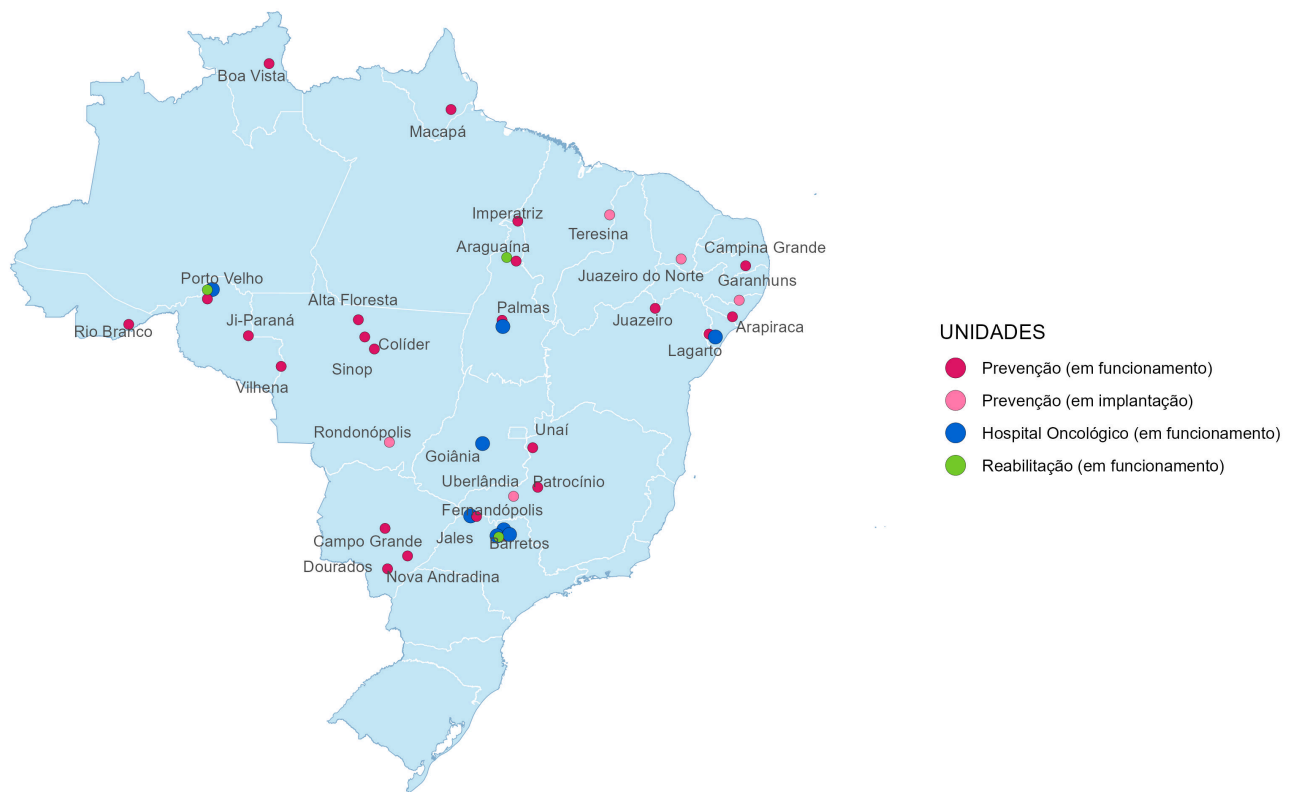 Boa Vista
Macapá
Imperatriz
Teresina
Araguaína
Campina Grande
Juazeiro do Norte
Garanhuns
Porto Velho
Alta Floresta
Palmas
Rio Branco
Ji-Paraná
Juazeiro
Arapiraca
Colíder
Lagarto
Sinop
Vilhena
Rondonópolis
Unaí
Goiânia
Uberlândia
Patrocínio
Fernandópolis
Campo Grande
Jales
Barretos
Dourados
Nova Andradina
UNIDADES
Prevenção (em funcionamento)
Prevenção (em implantação)
Hospital Oncológico (em funcionamento)
Reabilitação (em funcionamento)